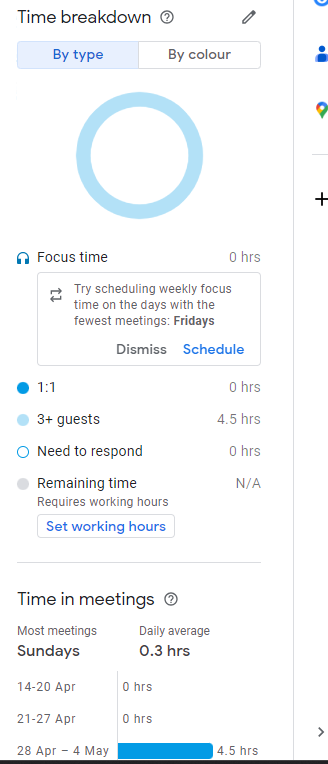 Time breakdown
By type By colour
Focus time 0 hrs
Try scheduling weekly focus
time on the days with the
fewest meetings: Fridays
Dismiss Schedule
1:1 0 hrs
3+ guests 4.5 hrs
Need to respond 0 hrs
Remaining time N/A
Requires working hours
Set working hours
Time in meetings
Most meetings Daily average
Sundays 0.3 hrs
14-20 Apr 0 hrs
21-27 Apr 0 hrs
28 Apr – 4 May 4.5 hrs